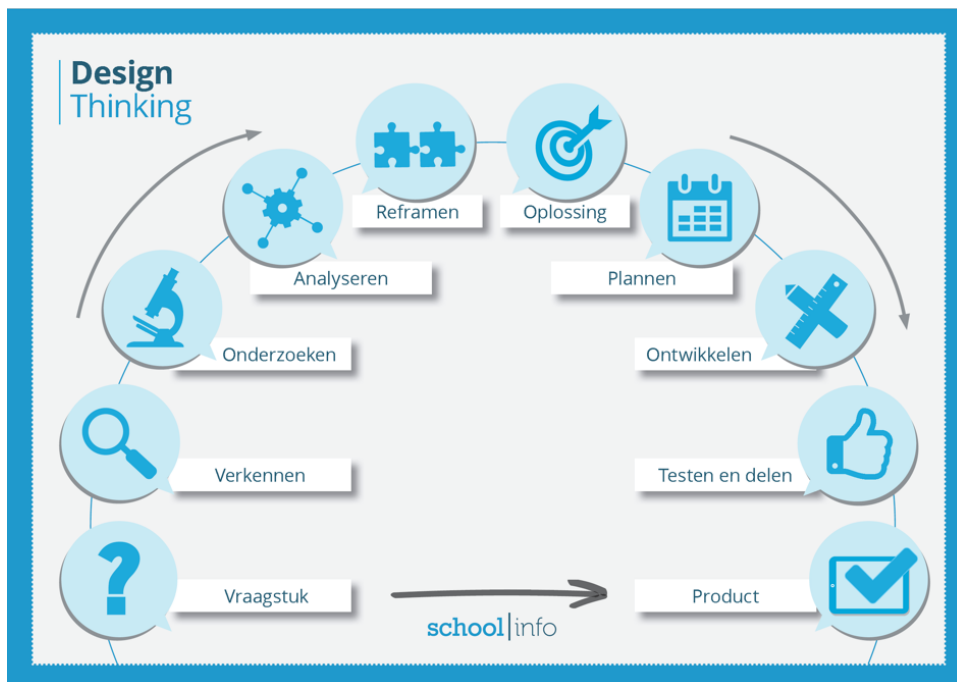 Design
Thinking
Reframen
Oplossing
Analyseren
Plannen
Onderzoeken
Ontwikkelen
Verkennen
Testen en delen
Vraagstuk
Product
school|info